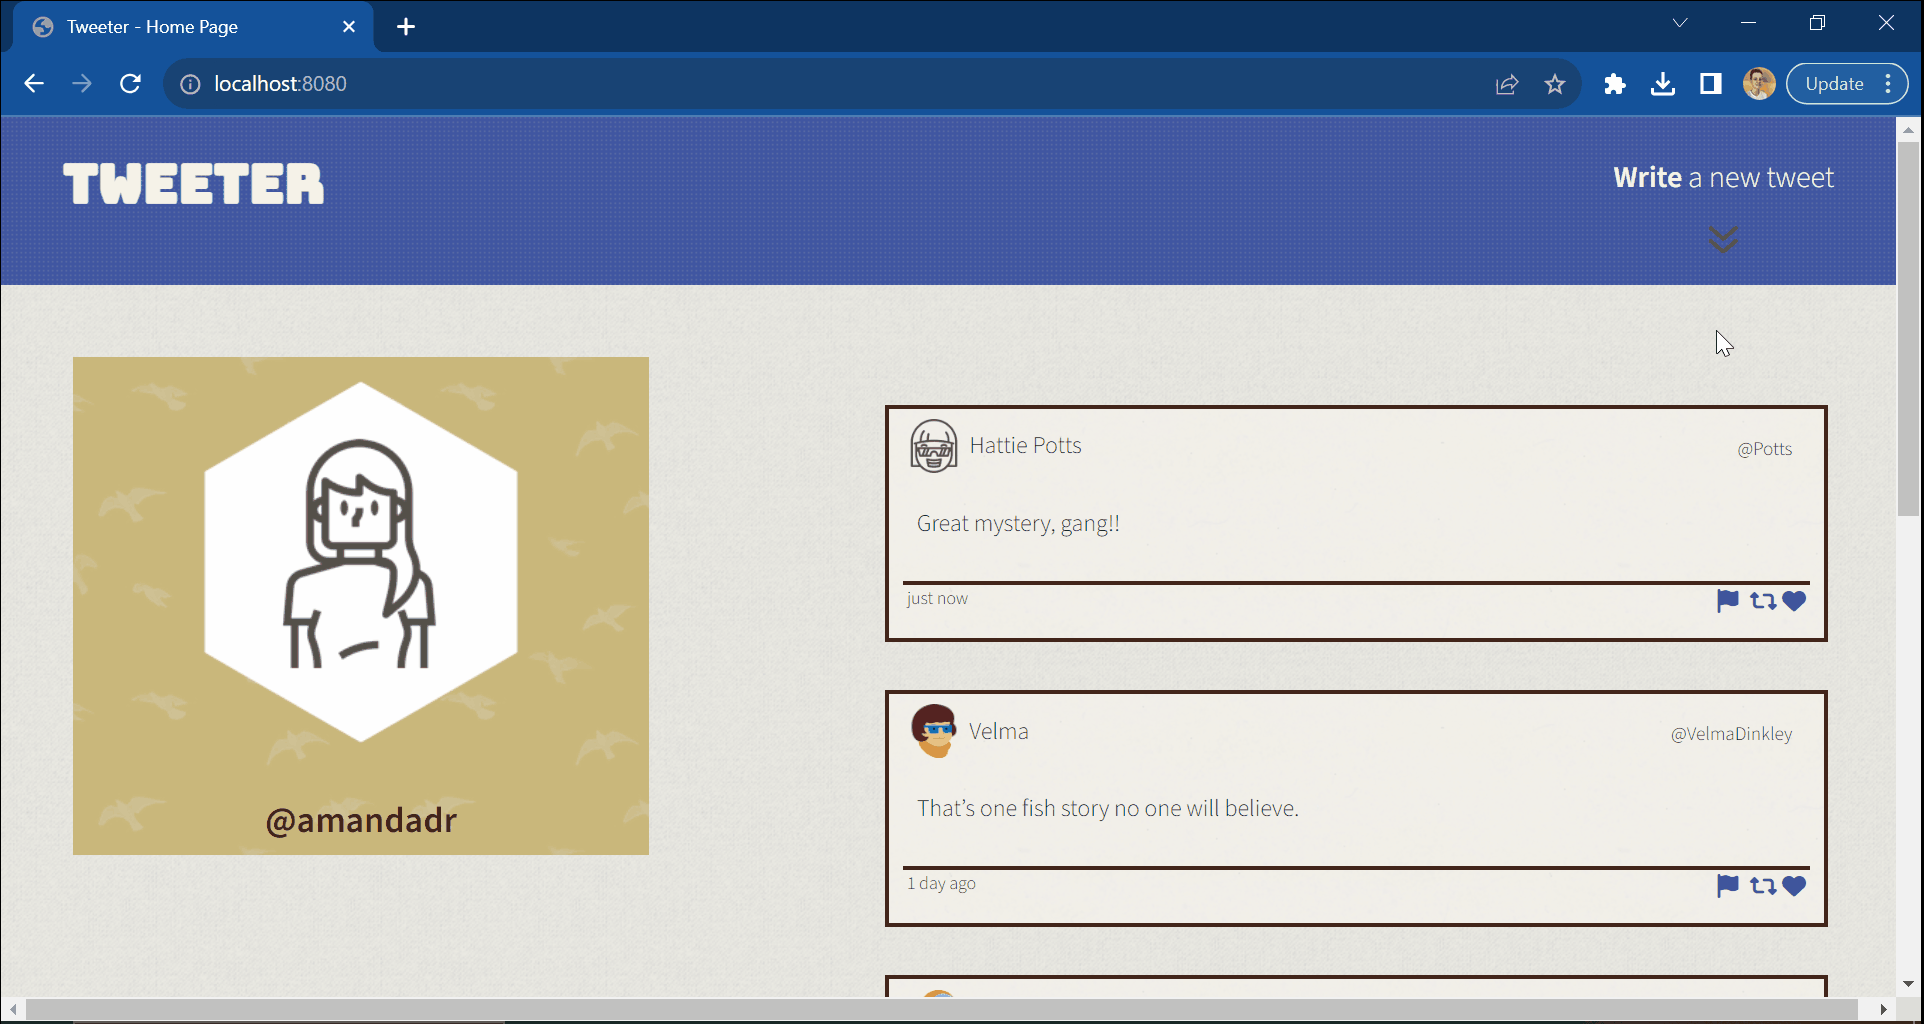 Tweeter - Home Page
localhost:8080
Update
TWEETER
Write a new tweet
@amandadr
Hattie Potts
@Potts
Great mystery, gang!!
just now
Velma
@VelmaDinkley
That’s one fish story no one will believe.
1 day ago